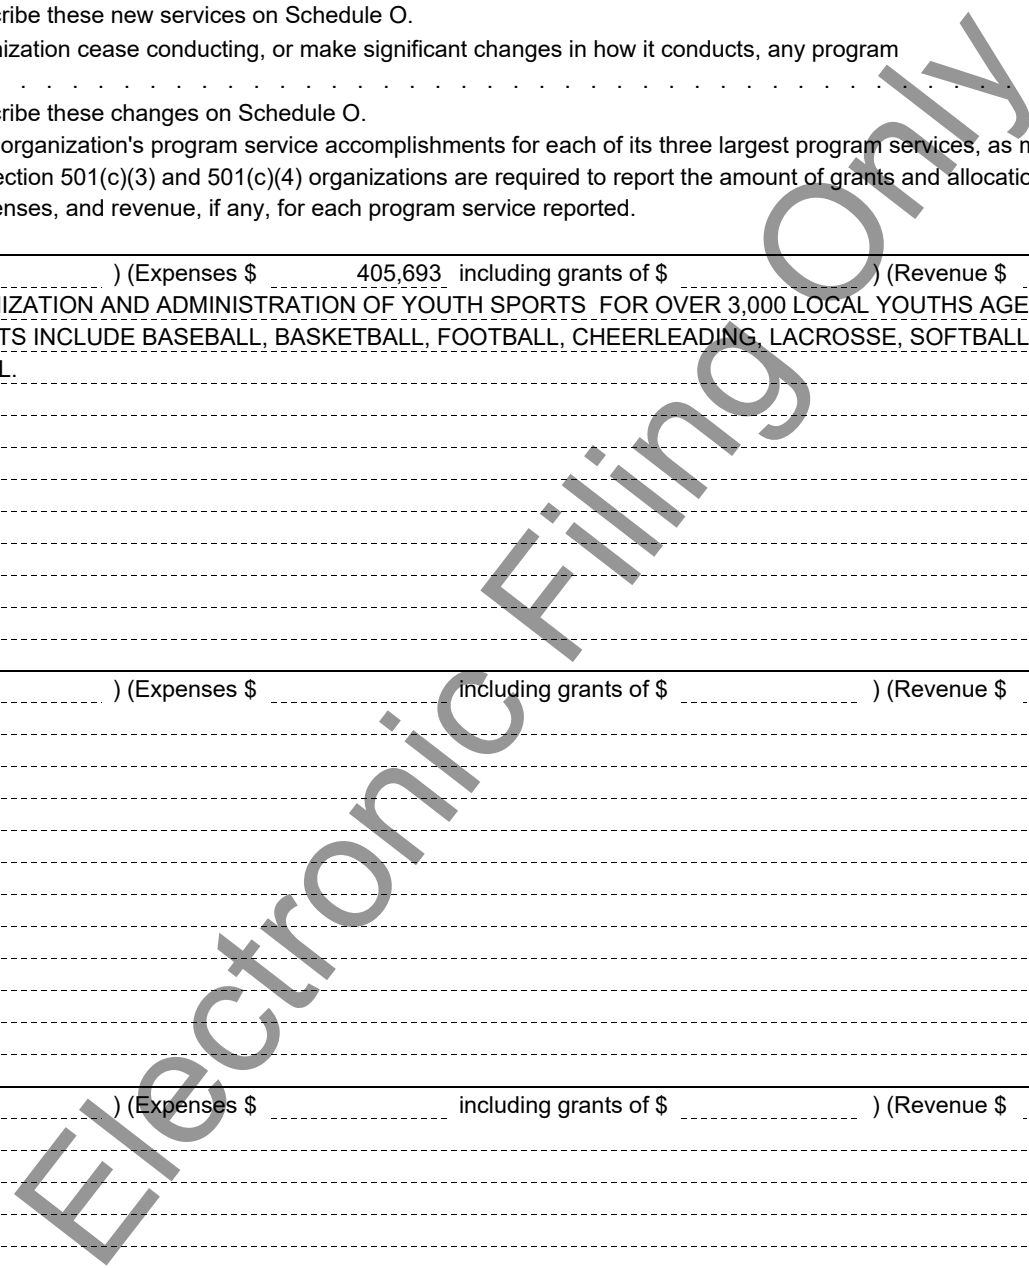 cribe these new services on Schedule O.
nization cease conducting, or make significant changes in how it conducts, any program
. . . . . . . . . . . . . . . . . . . . . . . . . . . . . . . . . . . . . . .
cribe these changes on Schedule O.
organization's program service accomplishments for each of its three largest program services, as m
ection 501(c)(3) and 501(c)(4) organizations are required to report the amount of grants and allocatio
enses, and revenue, if any, for each program service reported.
) (Expenses $ 405,693 including grants of $ ) (Revenue $
IZATION AND ADMINISTRATION OF YOUTH SPORTS FOR OVER 3,000 LOCAL YOUTHS AGE
TS INCLUDE BASEBALL, BASKETBALL, FOOTBALL, CHEERLEADING, LACROSSE, SOFTBALL
L.
) (Expenses $ including grants of $ ) (Revenue $
) (Expenses $ including grants of $ ) (Revenue $
Electronic Filing Only